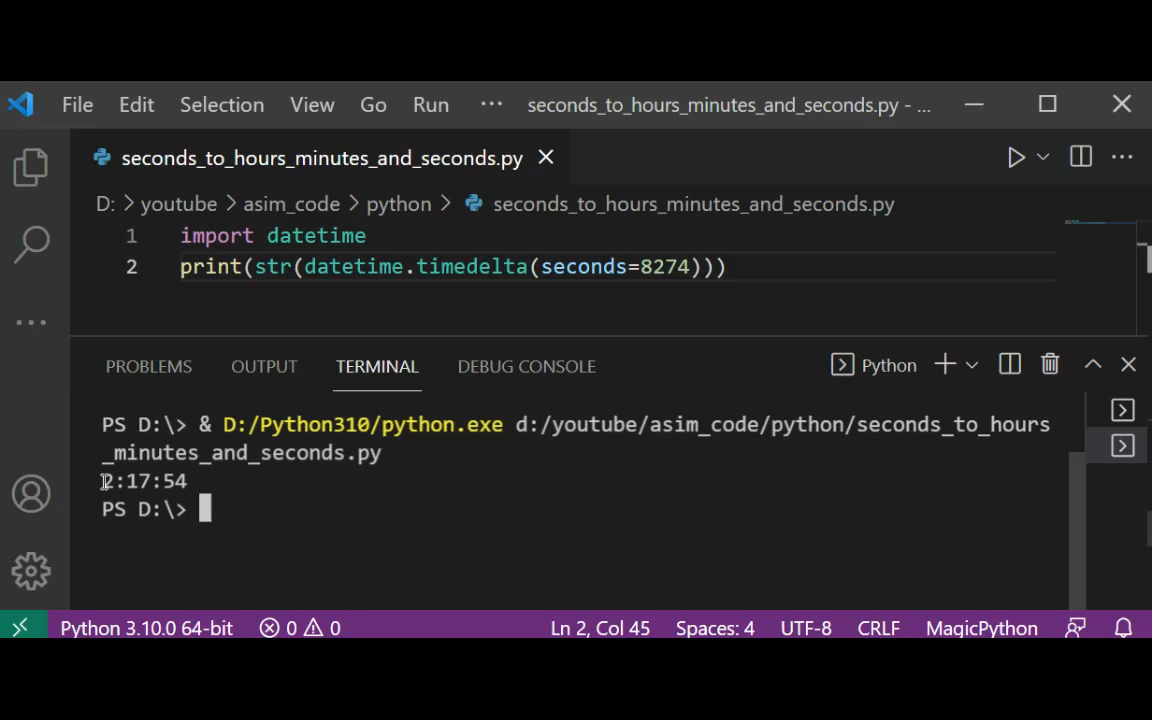 File Edit Selection View Go Run ··· seconds_to_hours_minutes_and_seconds.py - ...
seconds_to_hours_minutes_and_seconds.py
D: > youtube > asim_code > python > seconds_to_hours_minutes_and_seconds.py
1 import datetime
2 print(str(datetime.timedelta(seconds=8274)))
PROBLEMS OUTPUT TERMINAL DEBUG CONSOLE Python
PS D:\> & D:/Python310/python.exe d:/youtube/asim_code/python/seconds_to_hours
_minutes_and_seconds.py
2:17:54
PS D:\>
Python 3.10.0 64-bit 0 0 Ln 2, Col 45 Spaces: 4 UTF-8 CRLF MagicPython